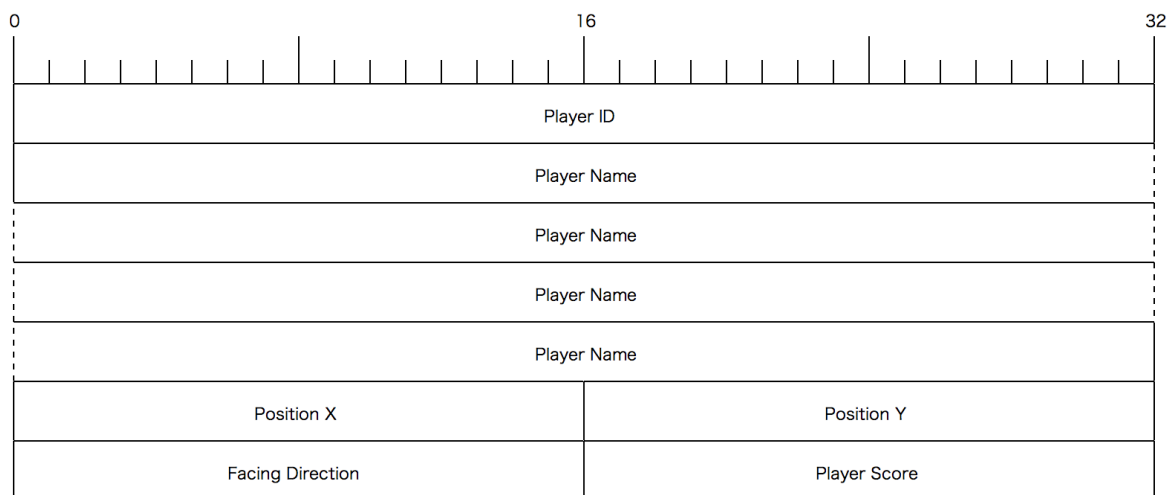 0 16 32
Player ID
Player Name
Player Name
Player Name
Player Name
Position X Position Y
Facing Direction Player Score